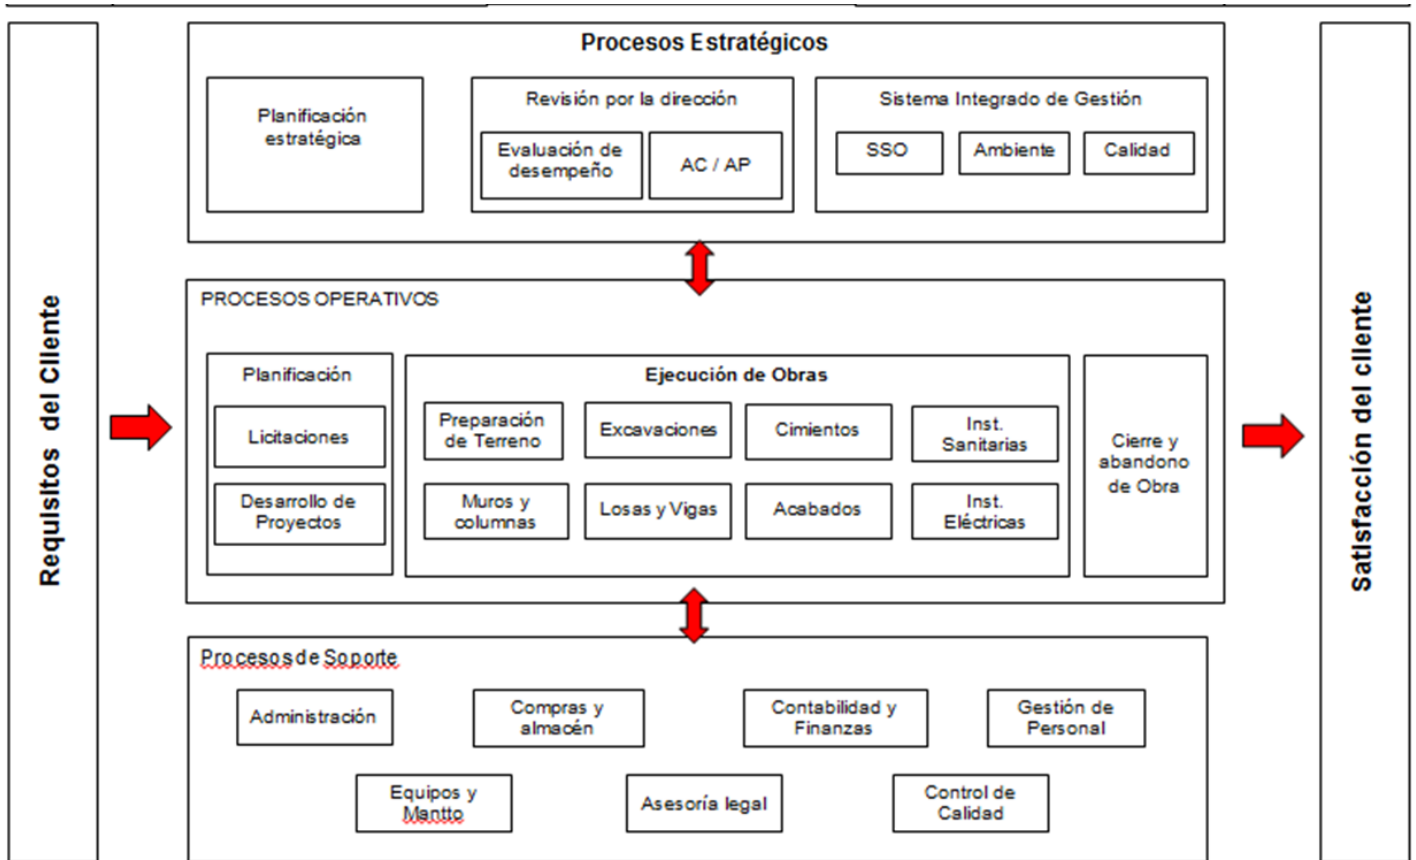 Requisitos del Cliente
Procesos Estratégicos
Planificación
estratégica
Revisión por la dirección
Evaluación de
desempeño
AC / AP
Sistema Integrado de Gestión
SSO
Ambiente
Calidad
PROCESOS OPERATIVOS
Planificación
Licitaciones
Desarrollo de
Proyectos
Ejecución de Obras
Preparación
de Terreno
Excavaciones
Cimientos
Inst.
Sanitarias
Muros y
columnas
Losas y Vigas
Acabados
Inst.
Eléctricas
Cierre y
abandono
de Obra
Procesos de Soporte
Administración
Compras y
almacén
Contabilidad y
Finanzas
Gestión de
Personal
Equipos y
Mantto
Asesoría legal
Control de
Calidad
Satisfacción del cliente